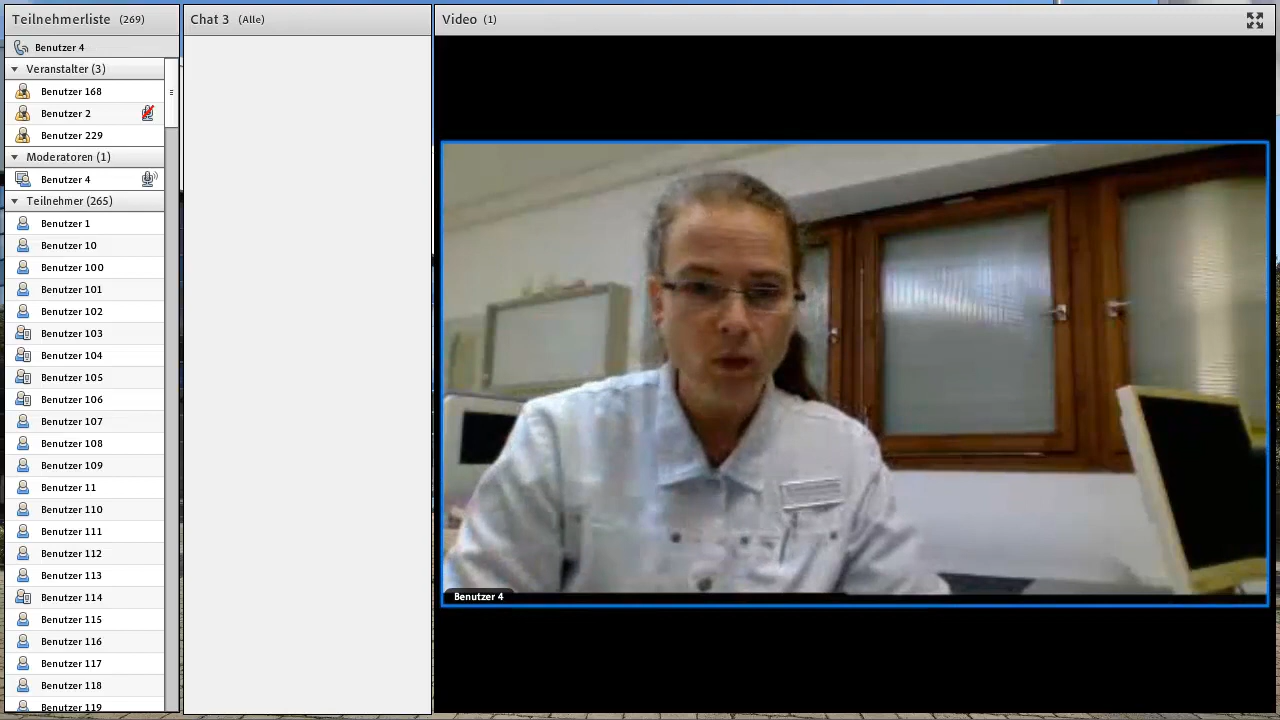 Teilnehmerliste (269)
Benutzer 4
Veranstalter (3)
Benutzer 168
Benutzer 2
Benutzer 229
Moderatoren (1)
Benutzer 4
Teilnehmer (265)
Benutzer 1
Benutzer 10
Benutzer 100
Benutzer 101
Benutzer 102
Benutzer 103
Benutzer 104
Benutzer 105
Benutzer 106
Benutzer 107
Benutzer 108
Benutzer 109
Benutzer 11
Benutzer 110
Benutzer 111
Benutzer 112
Benutzer 113
Benutzer 114
Benutzer 115
Benutzer 116
Benutzer 117
Benutzer 118
Benutzer 119
Chat 3 (Alle)
Video (1)
Benutzer 4